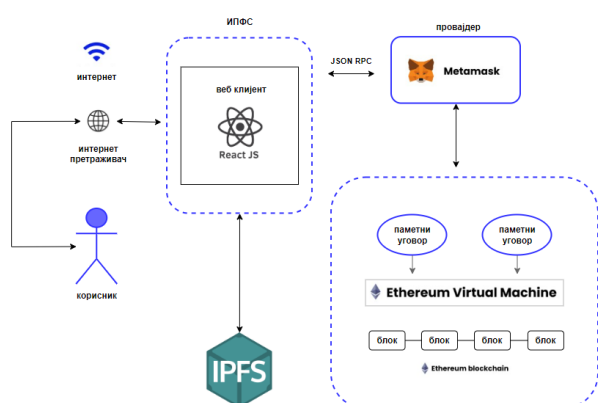 ИПФС
провајдер
JSON RPC
Metamask
интернет
веб клијент
React JS
интернет
претраживач
паметни
уговор
паметни
уговор
корисник
Ethereum Virtual Machine
блок
блок
блок
блок
Ethereum blockchain
IPFS